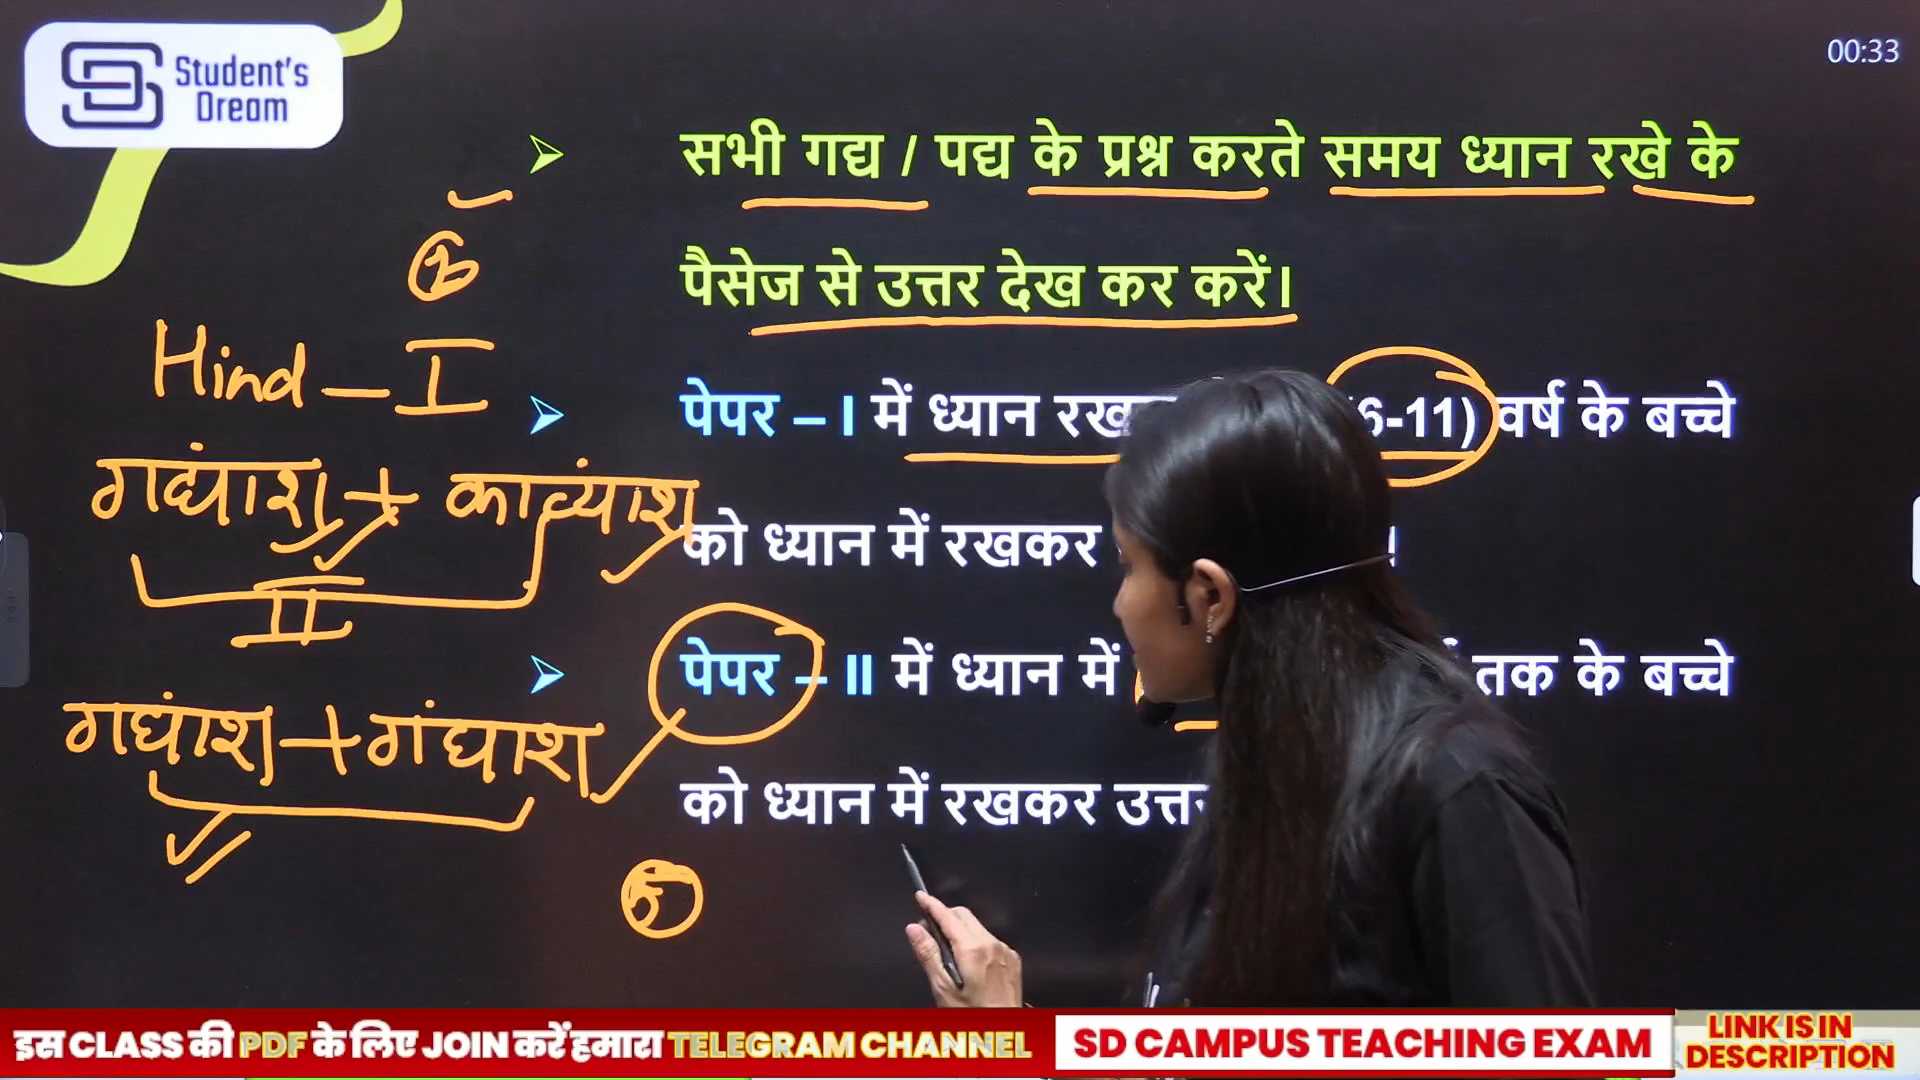 Student's
Dream
00:33
सभी गद्य / पद्य के प्रश्न करते समय ध्यान रखे के
पैसेज से उत्तर देख कर करें।
Hind – I
पेपर – I में ध्यान रख 6-11) वर्ष के बच्चे
गद्यांश + काव्यांश
को ध्यान में रखकर ।
II
पेपर – II में ध्यान में तक के बच्चे
गद्यांश + गंद्याश
को ध्यान में रखकर उत्तर
इस CLASS की PDF के लिए JOIN करें हमारा TELEGRAM CHANNEL
SD CAMPUS TEACHING EXAM
LINK IS IN
DESCRIPTION